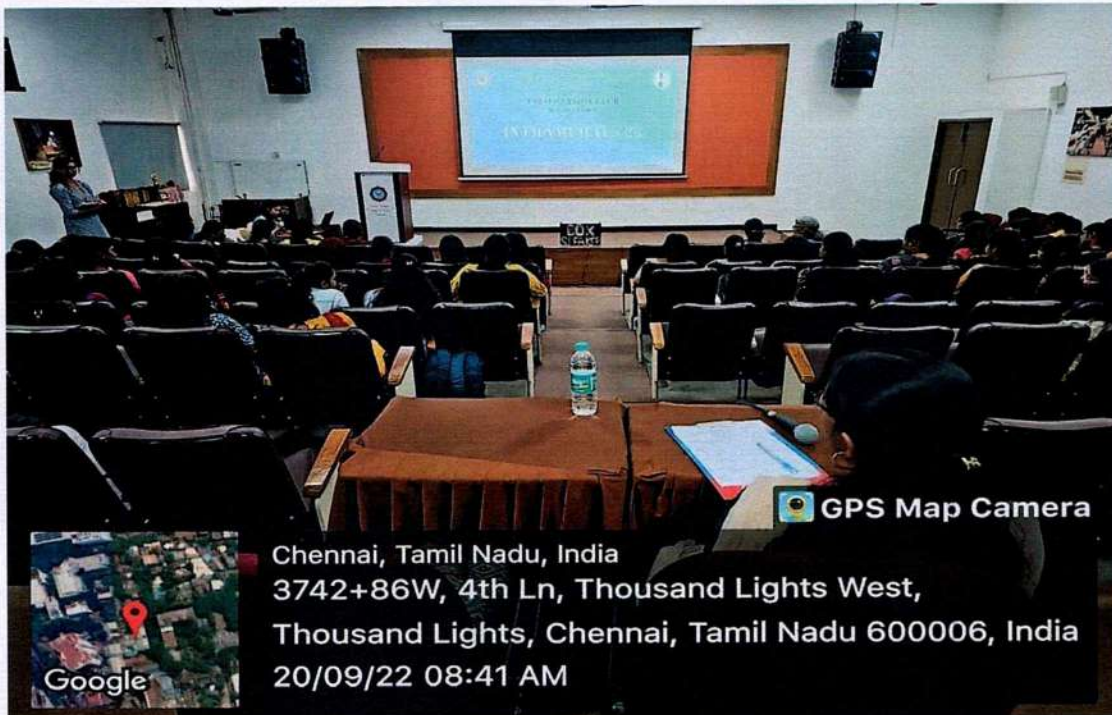 LUX
GPS Map Camera
Chennai, Tamil Nadu, India
3742+86W, 4th Ln, Thousand Lights West,
Thousand Lights, Chennai, Tamil Nadu 600006, India
20/09/22 08:41 AM
Google